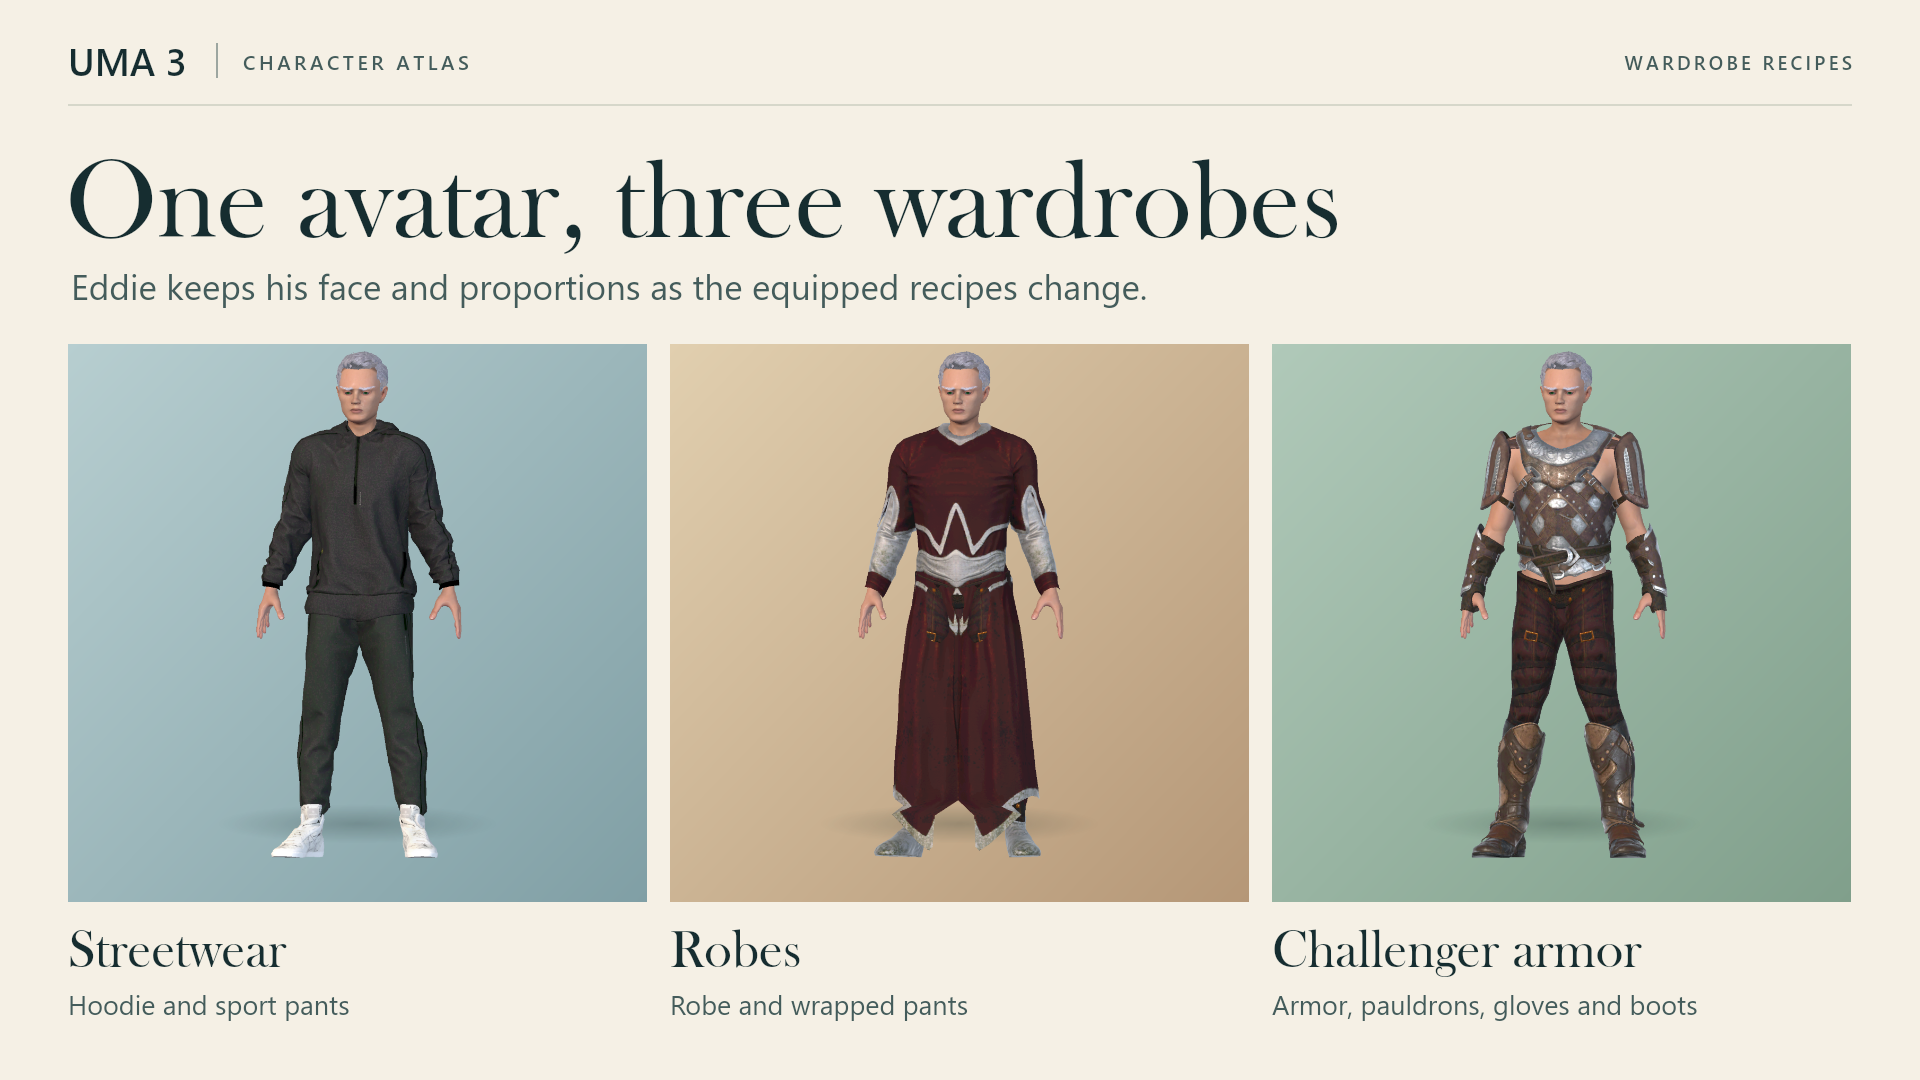 UMA 3
CHARACTER ATLAS
WARDROBE RECIPES
One avatar, three wardrobes
Eddie keeps his face and proportions as the equipped recipes change.
Streetwear
Hoodie and sport pants
Robes
Robe and wrapped pants
Challenger armor
Armor, pauldrons, gloves and boots